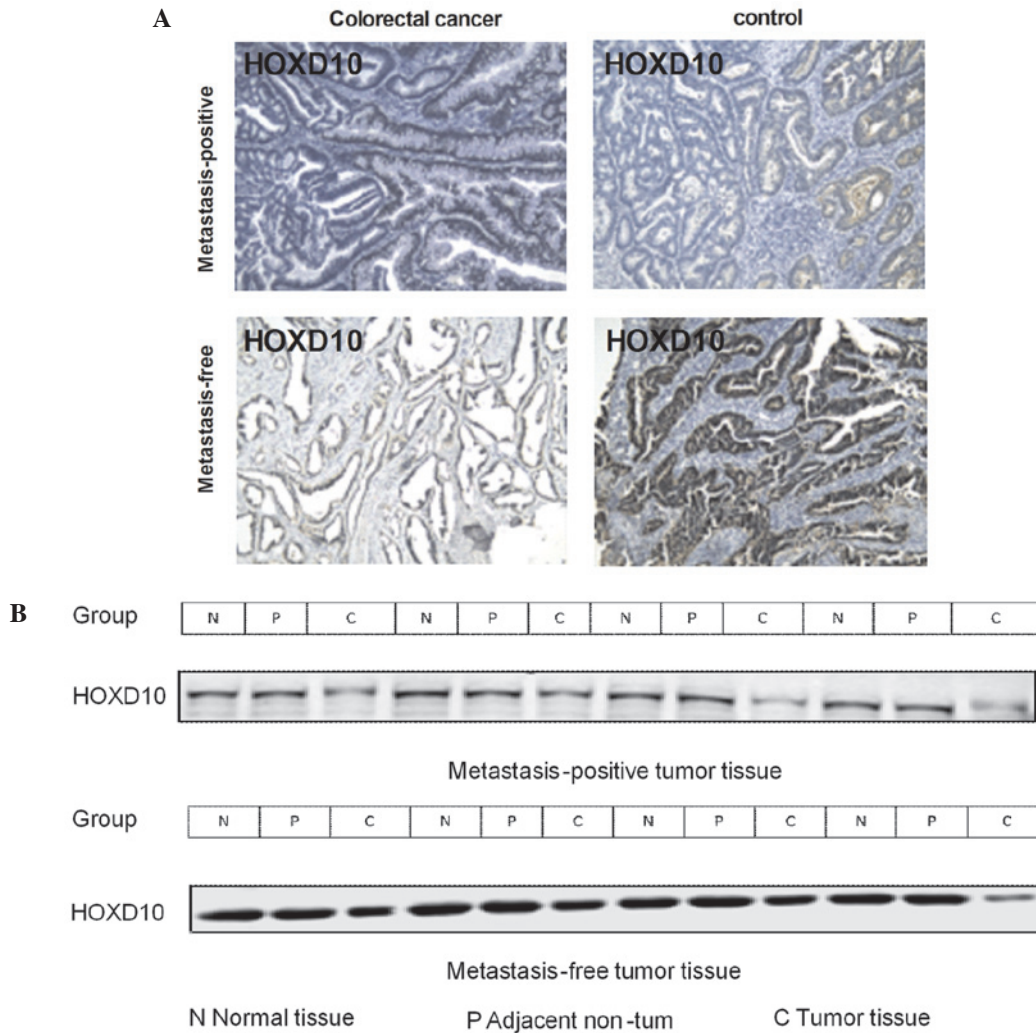 A
Colorectal cancer control
Metastasis-positive
HOXD10 HOXD10
Metastasis-free
HOXD10 HOXD10
B
Group N P C N P C N P C N P C
HOXD10
Metastasis-positive tumor tissue
Group N P C N P C N P C N P C
HOXD10
Metastasis-free tumor tissue
N Normal tissue P Adjacent non-tum C Tumor tissue